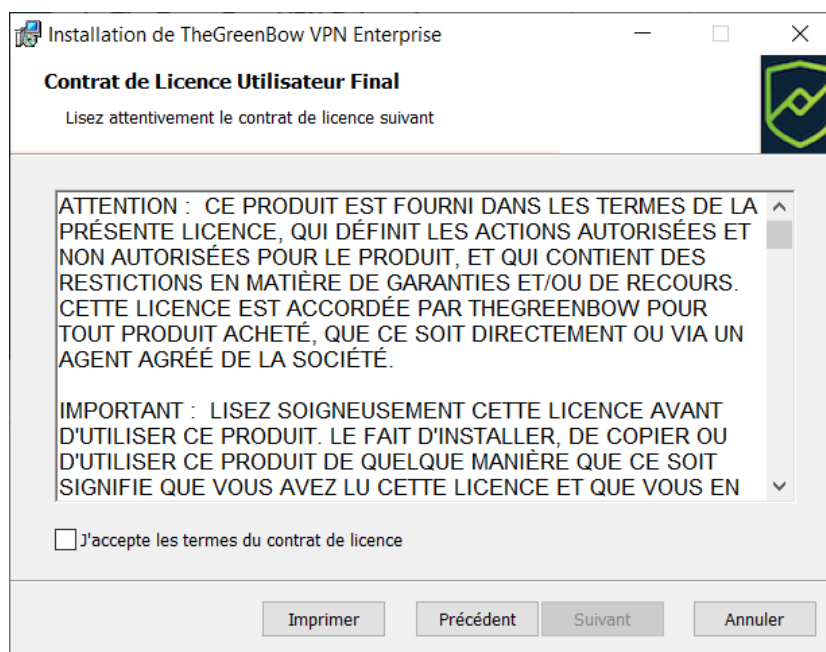 Installation de TheGreenBow VPN Enterprise
Contrat de Licence Utilisateur Final
Lisez attentivement le contrat de licence suivant
ATTENTION : CE PRODUIT EST FOURNI DANS LES TERMES DE LA
PRÉSENTE LICENCE, QUI DÉFINIT LES ACTIONS AUTORISÉES ET
NON AUTORISÉES POUR LE PRODUIT, ET QUI CONTIENT DES
RESTICTIONS EN MATIÈRE DE GARANTIES ET/OU DE RECOURS.
CETTE LICENCE EST ACCORDÉE PAR THEGREENBOW POUR
TOUT PRODUIT ACHETÉ, QUE CE SOIT DIRECTEMENT OU VIA UN
AGENT AGRÉÉ DE LA SOCIÉTÉ.
IMPORTANT : LISEZ SOIGNEUSEMENT CETTE LICENCE AVANT
D'UTILISER CE PRODUIT. LE FAIT D'INSTALLER, DE COPIER OU
D'UTILISER CE PRODUIT DE QUELQUE MANIÈRE QUE CE SOIT
SIGNIFIE QUE VOUS AVEZ LU CETTE LICENCE ET QUE VOUS EN
J'accepte les termes du contrat de licence
Imprimer Précédent Suivant Annuler